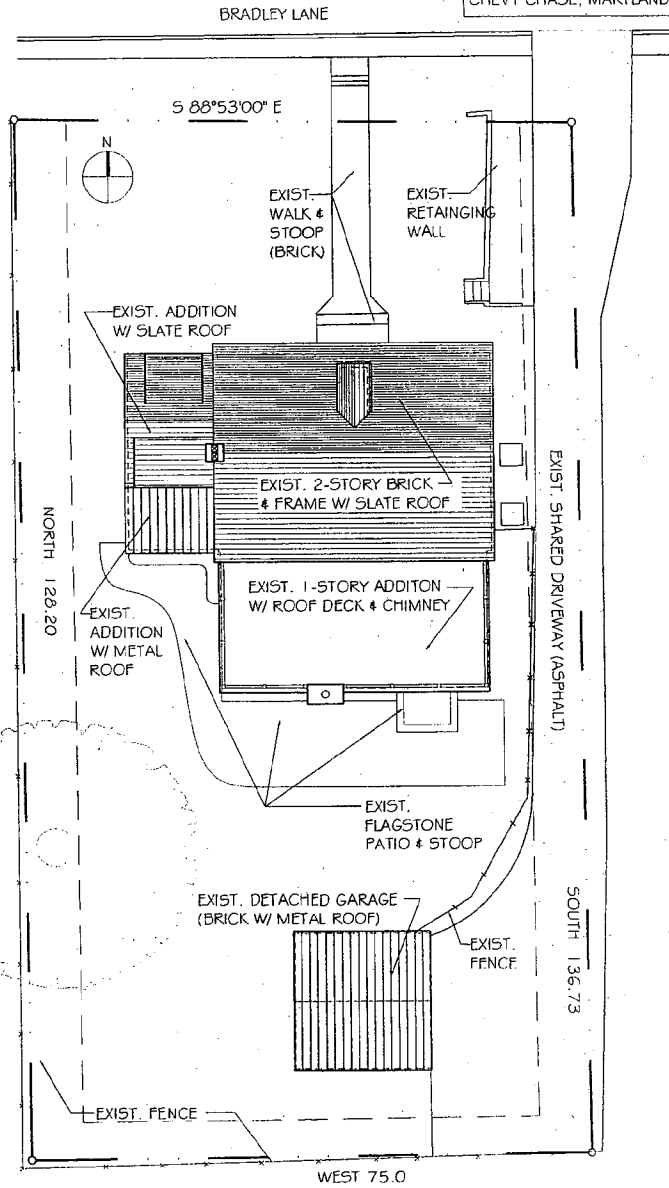 BRADLEY LANE
CHEVY CHASE, MARYLAND
S 88°53'00" E
N
EXIST.
WALK &
STOOP
(BRICK)
EXIST.
RETAINGING
WALL
EXIST. ADDITION
W/ SLATE ROOF
EXIST. 2-STORY BRICK
& FRAME W/ SLATE ROOF
EXIST. SHARED DRIVEWAY (ASPHALT)
NORTH 128.20
EXIST. 1-STORY ADDITON
W/ ROOF DECK & CHIMNEY
EXIST.
ADDITION
W/ METAL
ROOF
EXIST.
FLAGSTONE
PATIO & STOOP
EXIST. DETACHED GARAGE
(BRICK W/ METAL ROOF)
EXIST.
FENCE
SOUTH 136.73
EXIST. FENCE
WEST 75.0